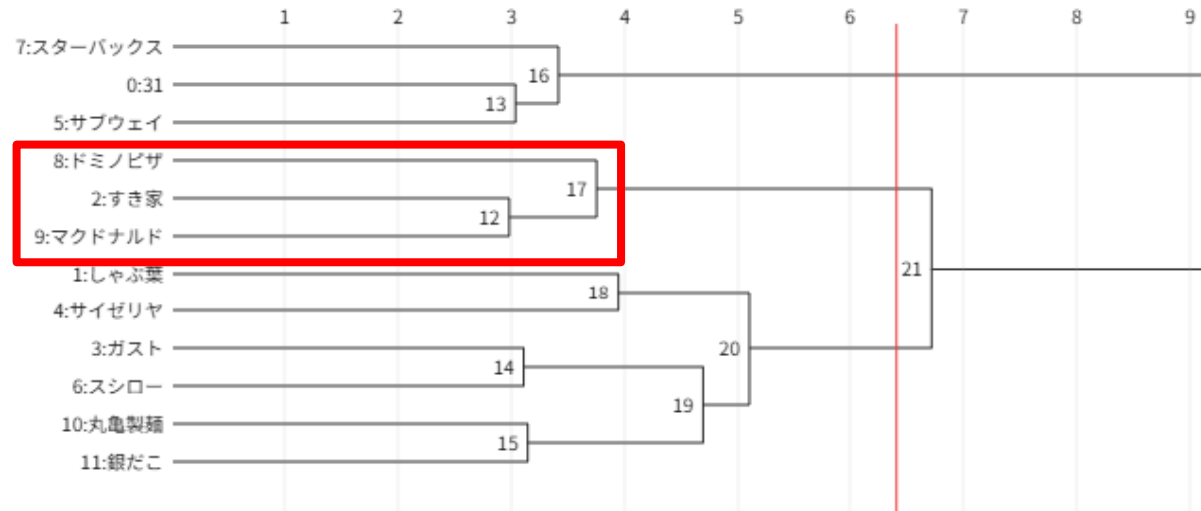 1 2 3 4 5 6 7 8 9
7:スターバックス
16
0:31
13
5:サブウェイ
8:ドミノピザ
17
2:すき家
12
9:マクドナルド
21
1:しゃぶ葉
18
4:サイゼリヤ
20
3:ガスト
14
6:スシロー
19
10:丸亀製麺
15
11:銀だこ